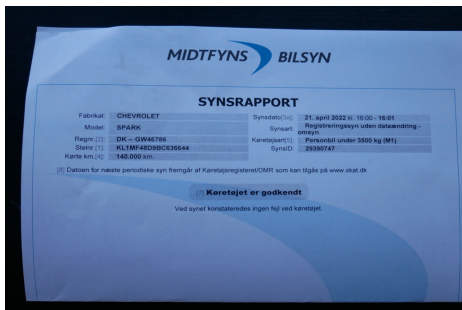 MIDTFYNS BILSYN
SYNSRAPPORT
Fabrikat: CHEVROLET
Model: SPARK
Regnr.[2]: DK - GW46786
Stelnr.[1]: KL1MF48D9BC636644
Kørte km.[4]: 140.000 km.
Synsdato[3a]: 21. april 2022 kl. 16:00 - 16:01
Synsart Registreringssyn uden dataændring -
omsyn
Køretøjsart[5]: Personbil under 3500 kg (M1)
SynsID: 29390747
[8] Datoen for næste periodiske syn fremgår af Køretøjsregisteret/DMR som kan tilgås på www.skat.dk
[7] Køretøjet er godkendt
Ved synet konstateredes ingen fejl ved køretøjet.